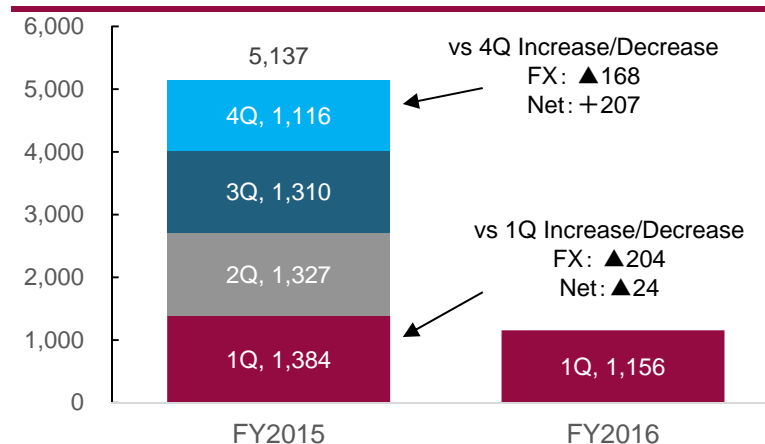 6,000
5,000
4,000
3,000
2,000
1,000
0
5,137
4Q, 1,116
3Q, 1,310
2Q, 1,327
1Q, 1,384
FY2015
vs 4Q Increase/Decrease
FX: ▲168
Net:＋207
vs 1Q Increase/Decrease
FX: ▲204
Net:▲24
1Q, 1,156
FY2016